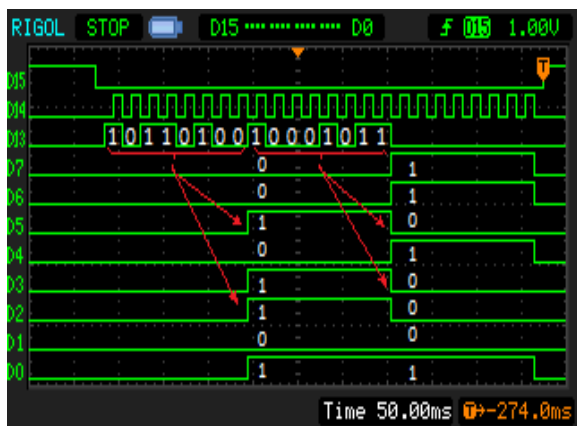 RIGOL STOP D15 ···· ···· ···· ···· D0 D15 1.00V
T
D15
D14
D13 1 0 1 1 0 1 0 0 1 0 0 0 1 0 1 1
D7 0 1
D6 0 1
D5 1 0
D4 0 1
D3 1 0
D2 1 0
D1 0 0
D0 1 1
Time 50.00ms T→-274.0ms